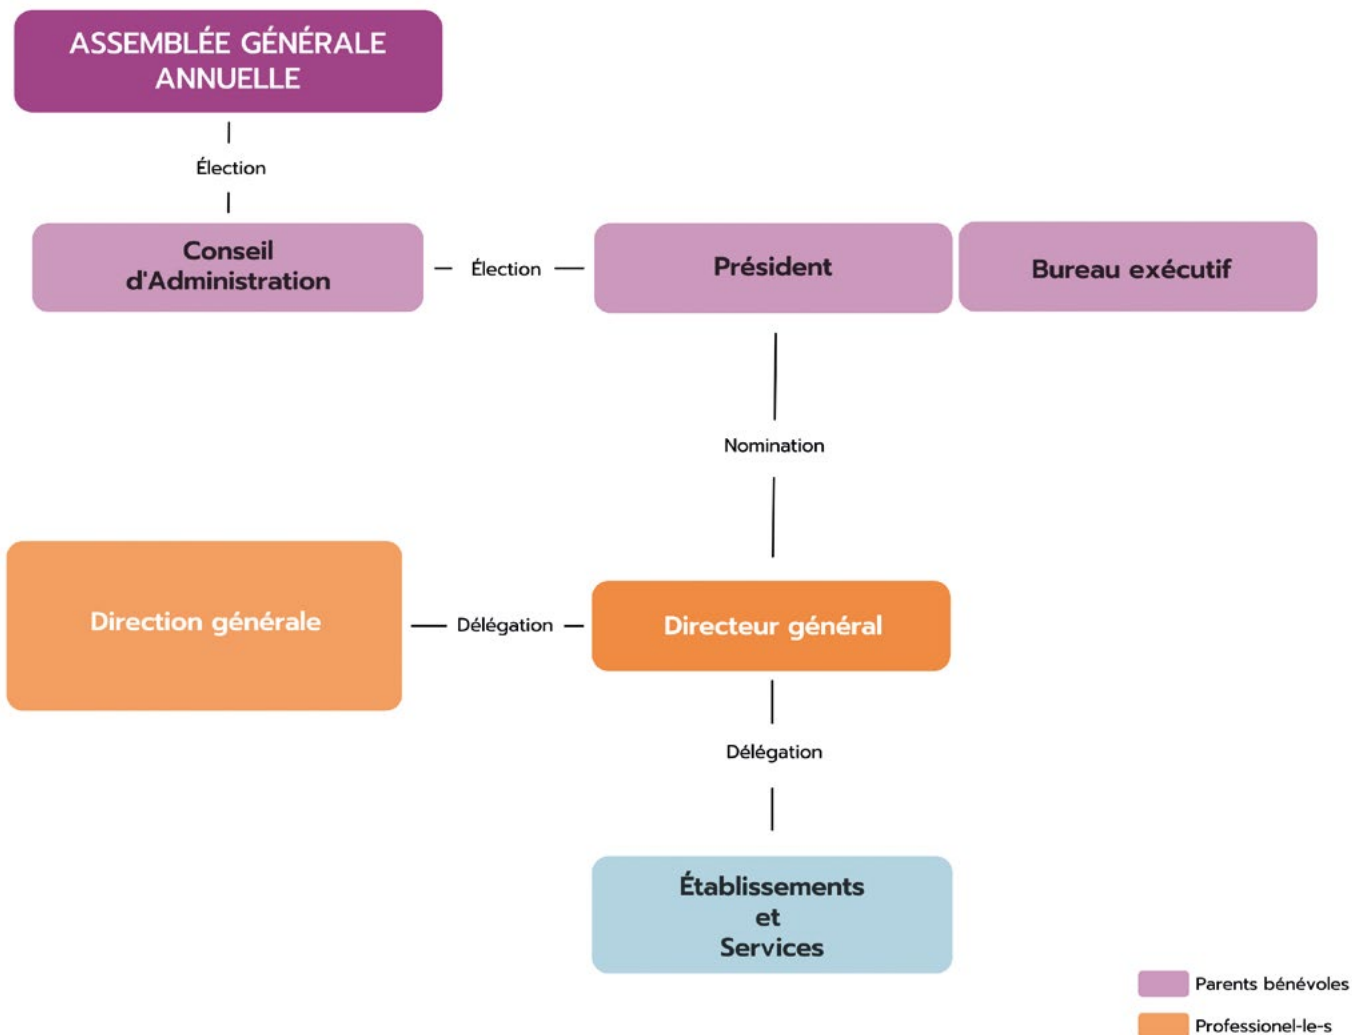 ASSEMBLÉE GÉNÉRALE
ANNUELLE
Élection
Conseil
d'Administration
Élection
Président
Bureau exécutif
Nomination
Direction générale
Délégation
Directeur général
Délégation
Établissements
et
Services
Parents bénévoles
Professionel-le-s